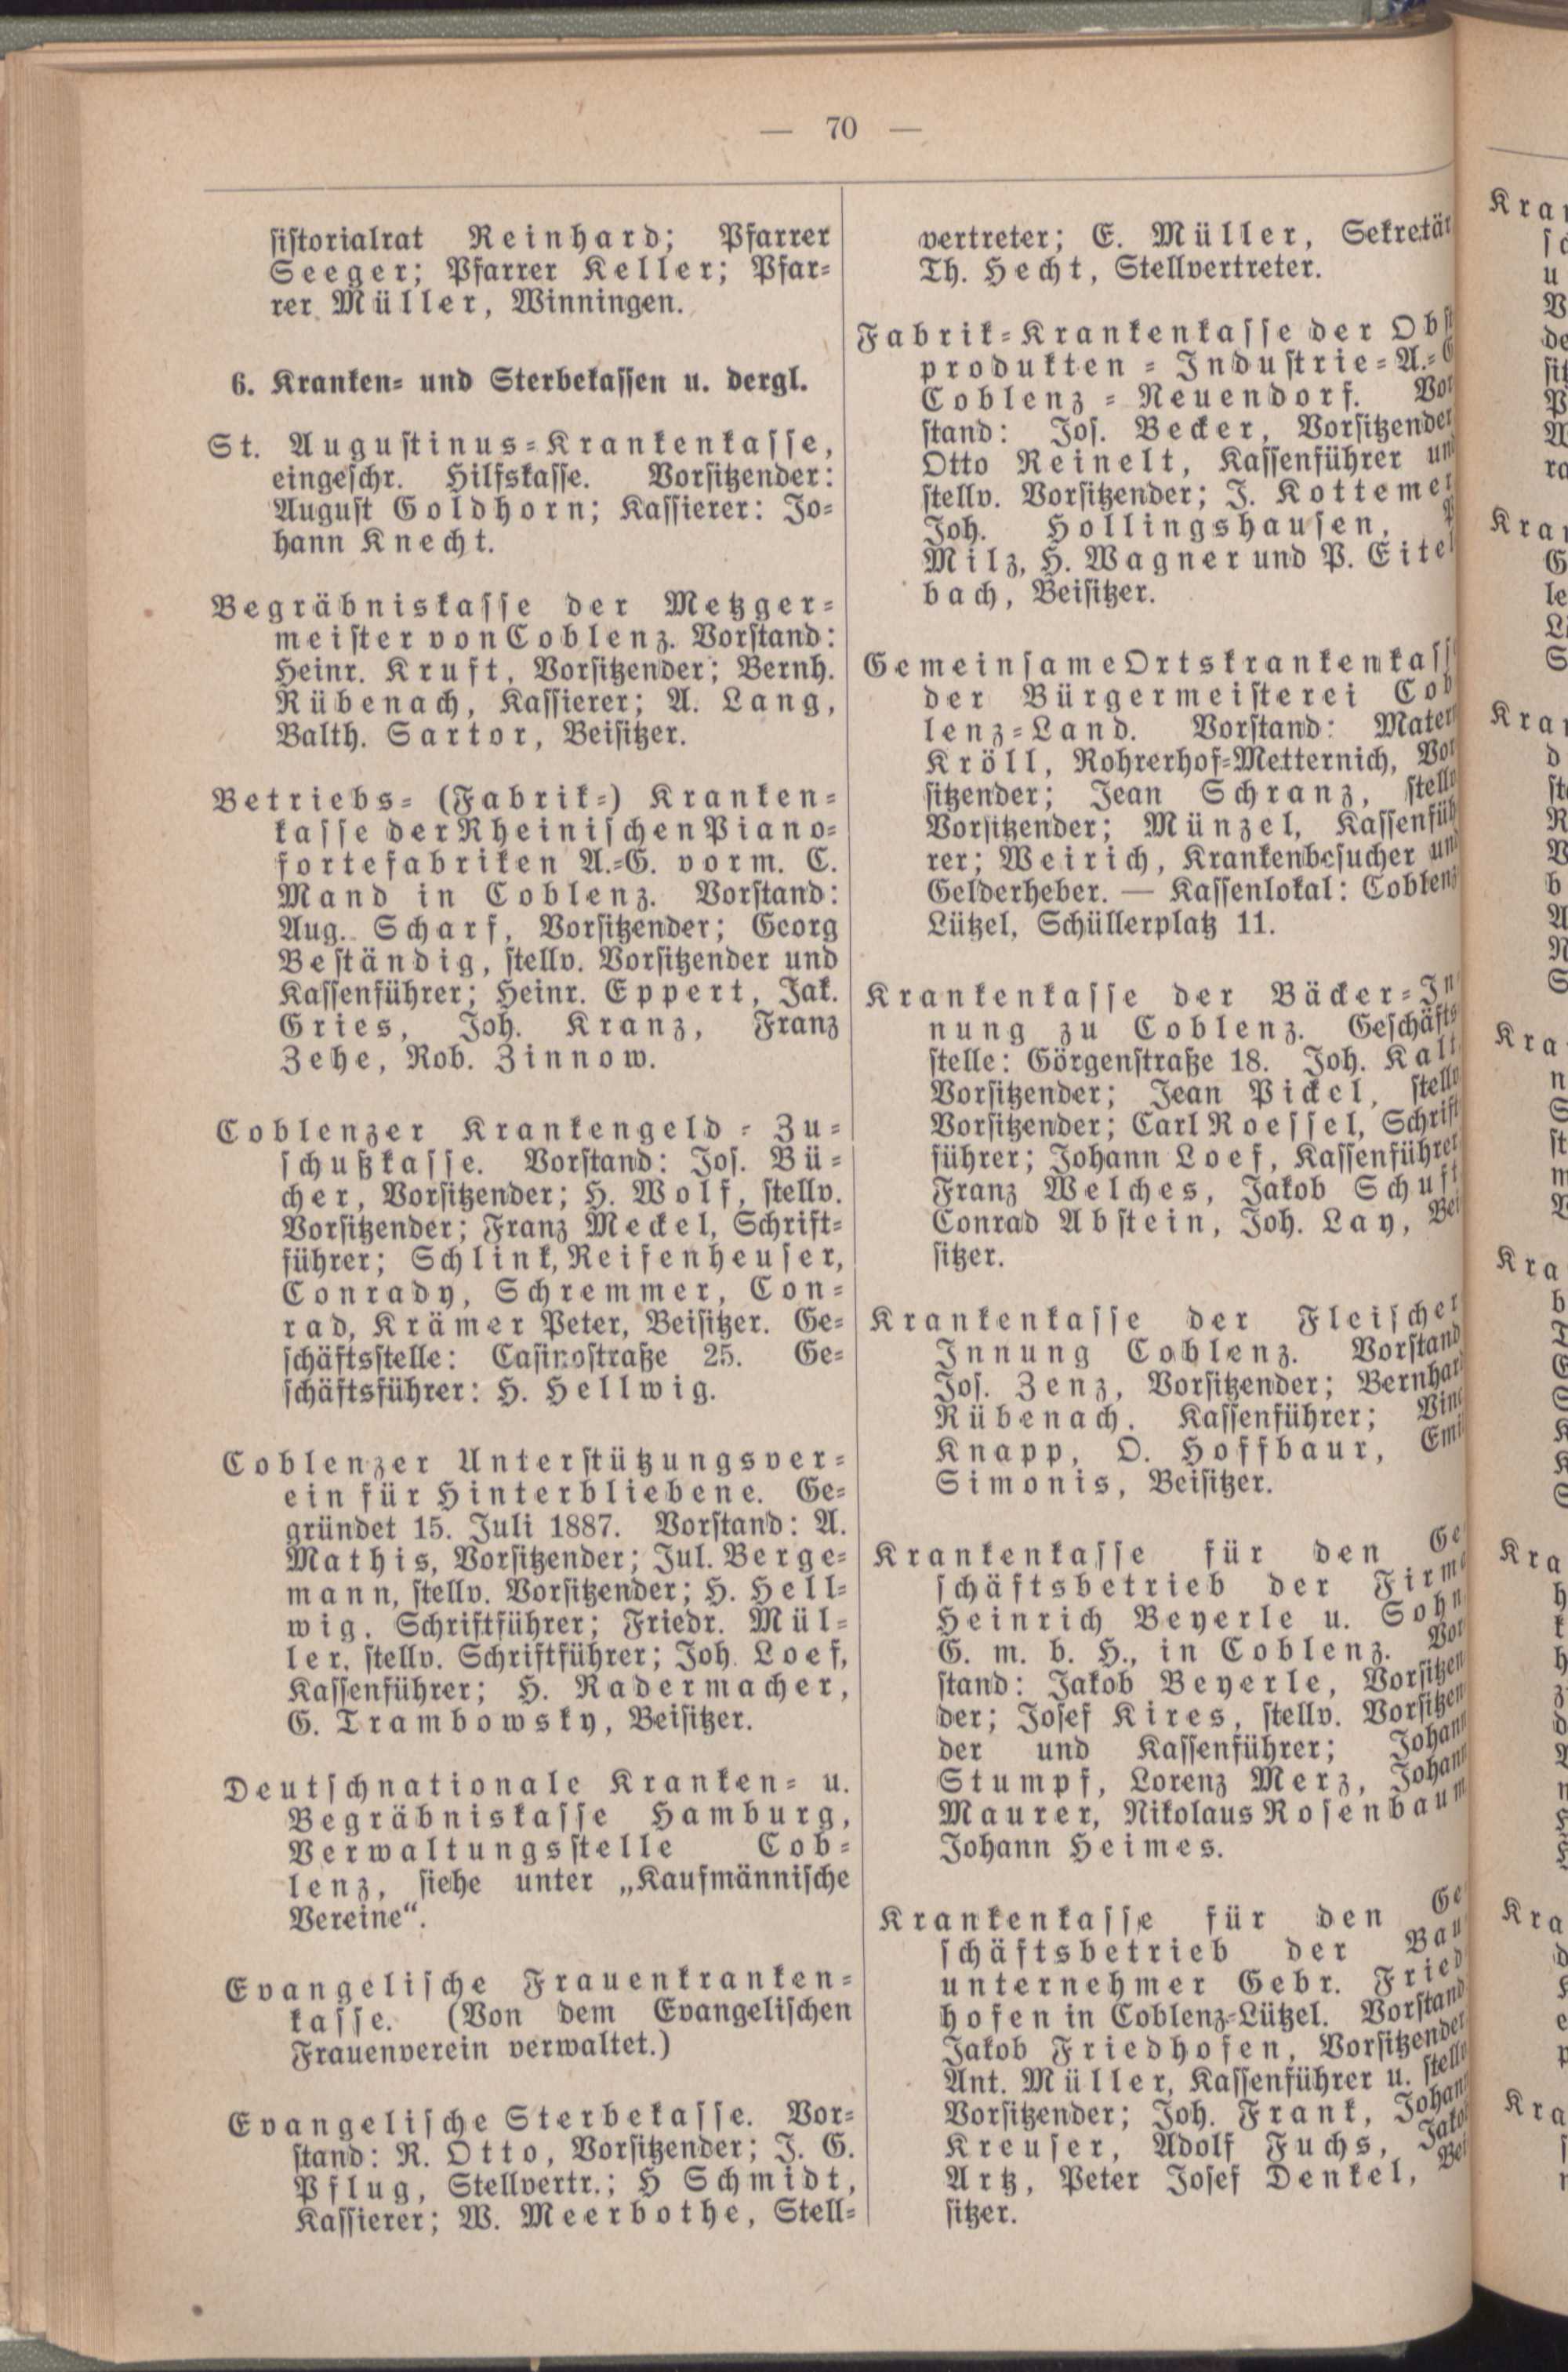 — 70 —
sistorialrat Reinhard; Pfarrer
Seeger; Pfarrer Keller; Pfar-
rer Müller, Winningen.
6. Kranken- und Sterbekassen u. dergl.
St. Augustinus-Krankenkasse,
eingeschr. Hilfskasse. Vorsitzender:
August Goldhorn; Kassierer: Jo-
hann Knecht.
Begräbniskasse der Metzger-
meister von Coblenz. Vorstand:
Heinr. Kruft, Vorsitzender; Bernh.
Rübenach, Kassierer; A. Lang,
Balth. Sartor, Beisitzer.
Betriebs- (Fabrik-) Kranken-
kasse der Rheinischen Piano-
fortefabriken A.-G. vorm. C.
Mand in Coblenz. Vorstand:
Aug. Scharf, Vorsitzender; Georg
Beständig, stellv. Vorsitzender und
Kassenführer; Heinr. Eppert, Jak.
Gries, Joh. Kranz, Franz
Zehe, Rob. Zinnow.
Coblenzer Krankengeld-Zu-
schußkasse. Vorstand: Jos. Bü-
cher, Vorsitzender; H. Wolf, stellv.
Vorsitzender; Franz Meckel, Schrift-
führer; Schlink, Reifenheuser,
Conrady, Schremmer, Con-
rad, Krämer Peter, Beisitzer. Ge-
schäftsstelle: Casinostraße 25. Ge-
schäftsführer: H. Hellwig.
Coblenzer Unterstützungsver-
ein für Hinterbliebene. Ge-
gründet 15. Juli 1887. Vorstand: A.
Mathis, Vorsitzender; Jul. Berge-
mann, stellv. Vorsitzender; H. Hell-
wig, Schriftführer; Friedr. Mül-
ler, stellv. Schriftführer; Joh. Loef,
Kassenführer; H. Radermacher,
G. Trambowsky, Beisitzer.
Deutschnationale Kranken- u.
Begräbniskasse Hamburg,
Verwaltungsstelle Cob-
lenz, siehe unter „Kaufmännische
Vereine“.
Evangelische Frauenkranken-
kasse. (Von dem Evangelischen
Frauenverein verwaltet.)
Evangelische Sterbekasse. Vor-
stand: R. Otto, Vorsitzender; J. G.
Pflug, Stellvertr.; H Schmidt,
Kassierer; W. Meerbothe, Stell-
vertreter; E. Müller, Sekretär
Th. Hecht, Stellvertreter.
Fabrik-Krankenkasse der Obst
produkten-Industrie-A.-G
Coblenz-Neuendorf. Vor
stand: Jos. Becker, Vorsitzender
Otto Reinelt, Kassenführer und
stellv. Vorsitzender; J. Kottemer
Joh. Hollingshausen, P
Milz, H. Wagner und P. Eitel
bach, Beisitzer.
Gemeinsame Ortskrankenkass
der Bürgermeisterei Cob
lenz-Land. Vorstand: Matern
Kröll, Rohrerhof-Metternich, Vor
sitzender; Jean Schranz, stellv
Vorsitzender; Münzel, Kassenfüh
rer; Weirich, Krankenbesucher und
Gelderheber. — Kassenlokal: Coblenz
Lützel, Schüllerplatz 11.
Krankenkasse der Bäcker-In
nung zu Coblenz. Geschäfts
stelle: Görgenstraße 18. Joh. Kalt
Vorsitzender; Jean Pickel, stellv
Vorsitzender; Carl Roessel, Schrift
führer; Johann Loef, Kassenführer
Franz Welches, Jakob Schuft
Conrad Abstein, Joh. Lay, Bei
sitzer.
Krankenkasse der Fleischer
Innung Coblenz. Vorstand
Jos. Zenz, Vorsitzender; Bernhard
Rübenach, Kassenführer; Vinc
Knapp, O. Hoffbaur, Emil
Simonis, Beisitzer.
Krankenkasse für den Ge
schäftsbetrieb der Firma
Heinrich Beyerle u. Sohn
G. m. b. H., in Coblenz. Vor
stand: Jakob Beyerle, Vorsitzen
der; Josef Kires, stellv. Vorsitzen
der und Kassenführer; Johann
Stumpf, Lorenz Merz, Johann
Maurer, Nikolaus Rosenbaum
Johann Heimes.
Krankenkasse für den Ge
schäftsbetrieb der Bau
unternehmer Gebr. Fried
hofen in Coblenz-Lützel. Vorstand
Jakob Friedhofen, Vorsitzender
Ant. Müller, Kassenführer u. stellv
Vorsitzender; Joh. Frank, Johann
Kreuser, Adolf Fuchs, Jakob
Artz, Peter Josef Denkel, Bei
sitzer.